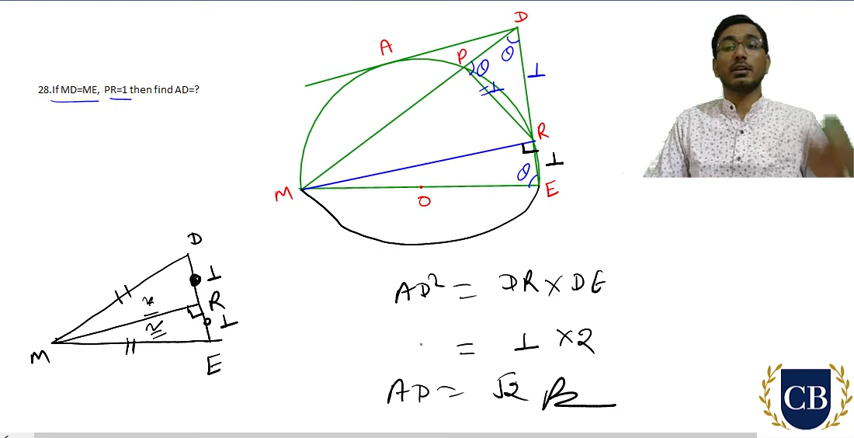 28.If MD=ME, PR=1 then find AD=?
D
A
P
θ
θ
1
=1
R
1
θ
M
O
E
D
1
R
1
M
E
AD² = DR × DE
= 1 × 2
AD = √2
CB